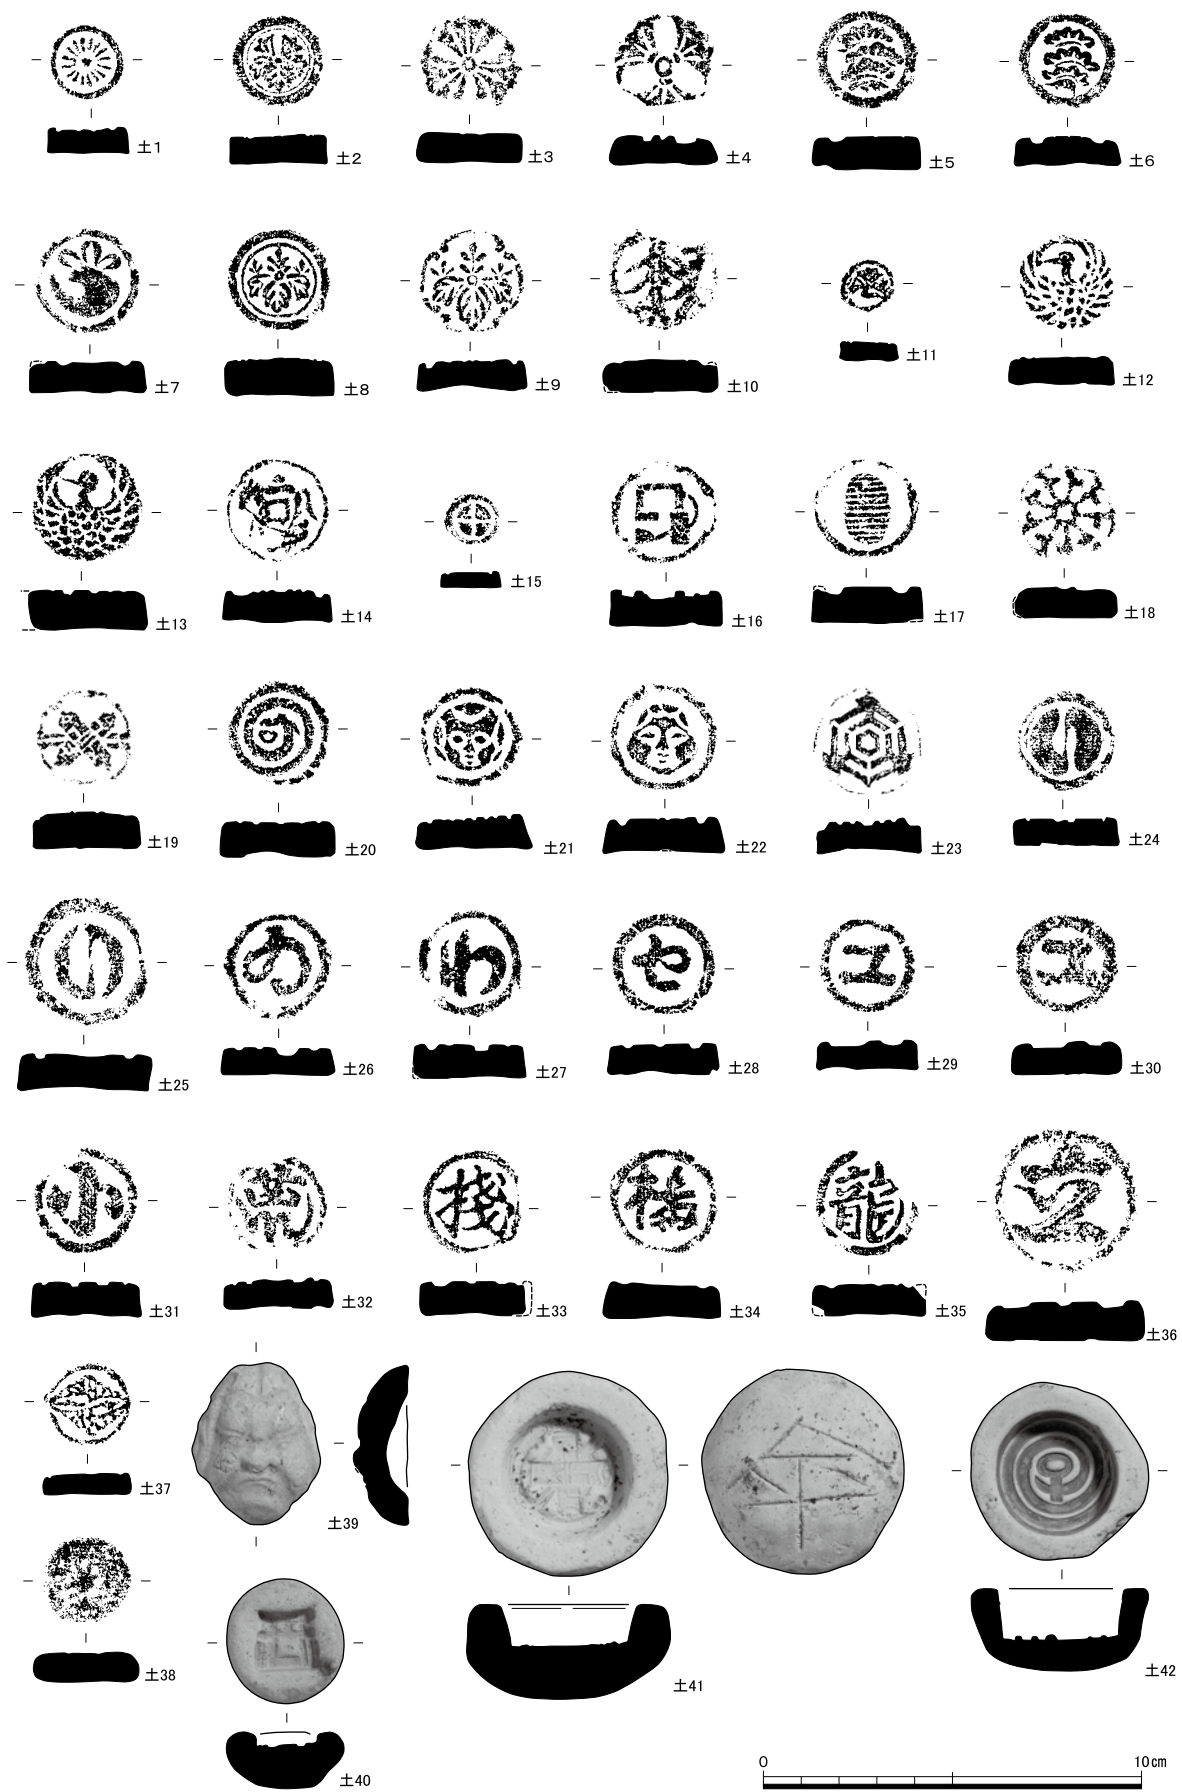 土1 土2 土3 土4 土5 土6
土7 土8 土9 土10 土11 土12
土13 土14 土15 土16 土17 土18
土19 土20 土21 土22 土23 土24
の わ セ エ
土25 土26 土27 土28 土29 土30
小 龍
土31 土32 土33 土34 土35 土36
土37 土39
土38 土41 土42
土40
0 10cm